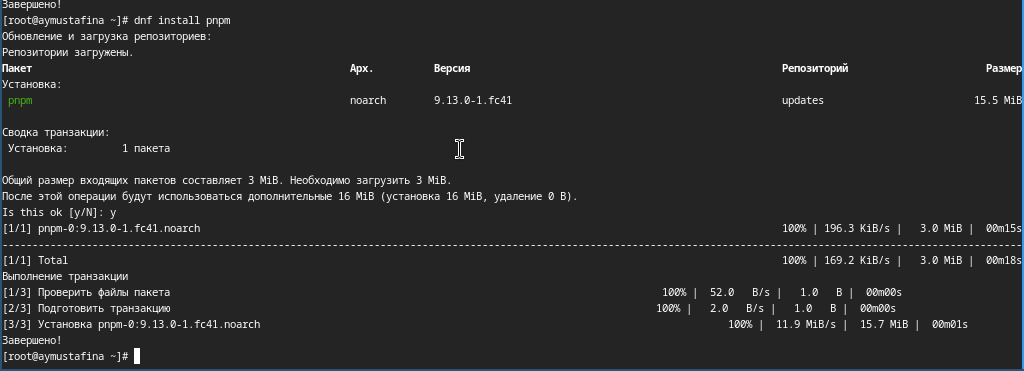 Завершено!
[root@aymustafina ~]# dnf install pnpm
Обновление и загрузка репозиториев:
Репозитории загружены.
Пакет Арх. Версия Репозиторий Размер
Установка:
pnpm noarch 9.13.0-1.fc41 updates 15.5 MiB
Сводка транзакции:
Установка: 1 пакета
Общий размер входящих пакетов составляет 3 MiB. Необходимо загрузить 3 MiB.
После этой операции будут использоваться дополнительные 16 MiB (установка 16 MiB, удаление 0 B).
Is this ok [y/N]: y
[1/1] pnpm-0:9.13.0-1.fc41.noarch 100% | 196.3 KiB/s | 3.0 MiB | 00m15s
--------------------------------------------------------------------------------
[1/1] Total 100% | 169.2 KiB/s | 3.0 MiB | 00m18s
Выполнение транзакции
[1/3] Проверить файлы пакета 100% | 52.0 B/s | 1.0 B | 00m00s
[2/3] Подготовить транзакцию 100% | 2.0 B/s | 1.0 B | 00m00s
[3/3] Установка pnpm-0:9.13.0-1.fc41.noarch 100% | 11.9 MiB/s | 15.7 MiB | 00m01s
Завершено!
[root@aymustafina ~]#